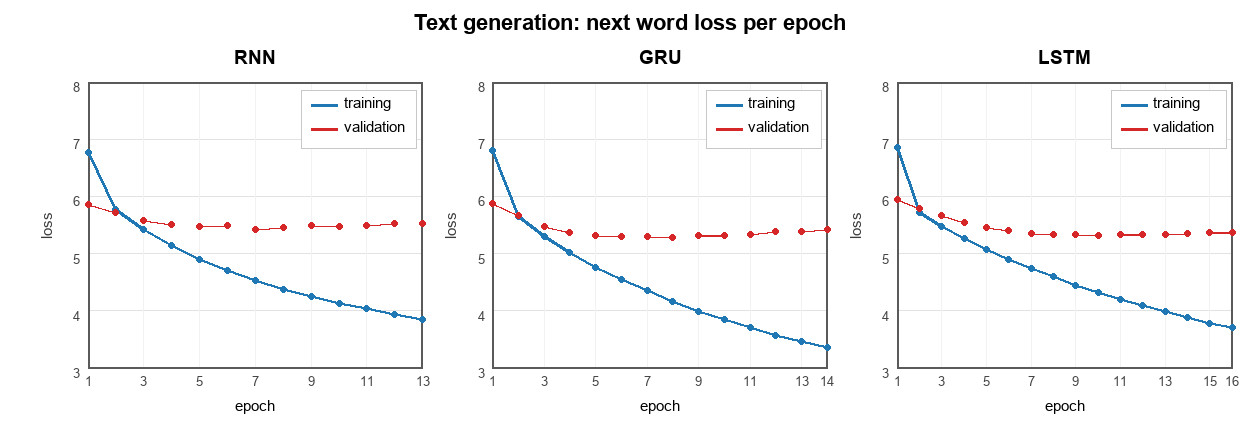 Text generation: next word loss per epoch
RNN
8
7
6
5
4
3
loss
training
validation
1 3 5 7 9 11 13
epoch
GRU
8
7
6
5
4
3
loss
training
validation
1 3 5 7 9 11 13 14
epoch
LSTM
8
7
6
5
4
3
loss
training
validation
1 3 5 7 9 11 13 15 16
epoch